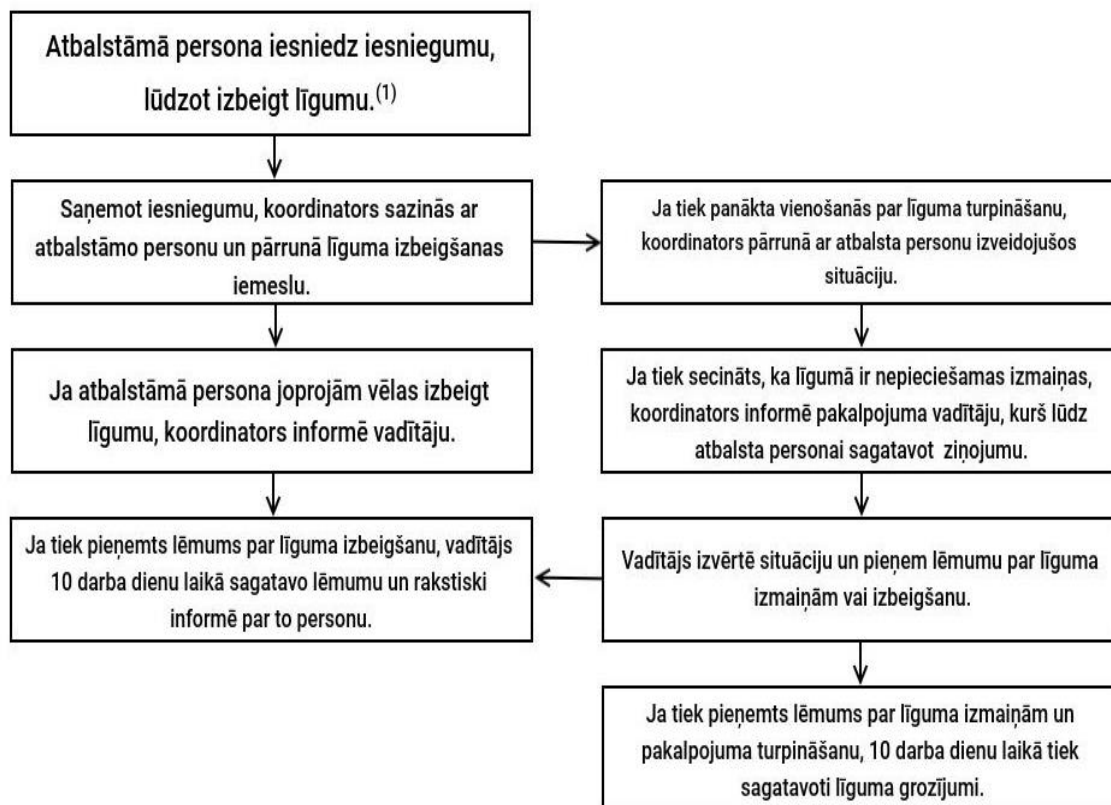 Atbalstāmā persona iesniedz iesniegumu,
lūdzot izbeigt līgumu.(1)
Saņemot iesniegumu, koordinators sazinās ar
atbalstāmo personu un pārrunā līguma izbeigšanas
iemeslu.
Ja tiek panākta vienošanās par līguma turpināšanu,
koordinators pārrunā ar atbalsta personu izveidojušos
situāciju.
Ja atbalstāmā persona joprojām vēlas izbeigt
līgumu, koordinators informē vadītāju.
Ja tiek secināts, ka līgumā ir nepieciešamas izmaiņas,
koordinators informē pakalpojuma vadītāju, kurš lūdz
atbalsta personai sagatavot ziņojumu.
Ja tiek pieņemts lēmums par līguma izbeigšanu, vadītājs
10 darba dienu laikā sagatavo lēmumu un rakstiski
informē par to personu.
Vadītājs izvērtē situāciju un pieņem lēmumu par līguma
izmaiņām vai izbeigšanu.
Ja tiek pieņemts lēmums par līguma izmaiņām un
pakalpojuma turpināšanu, 10 darba dienu laikā tiek
sagatavoti līguma grozījumi.